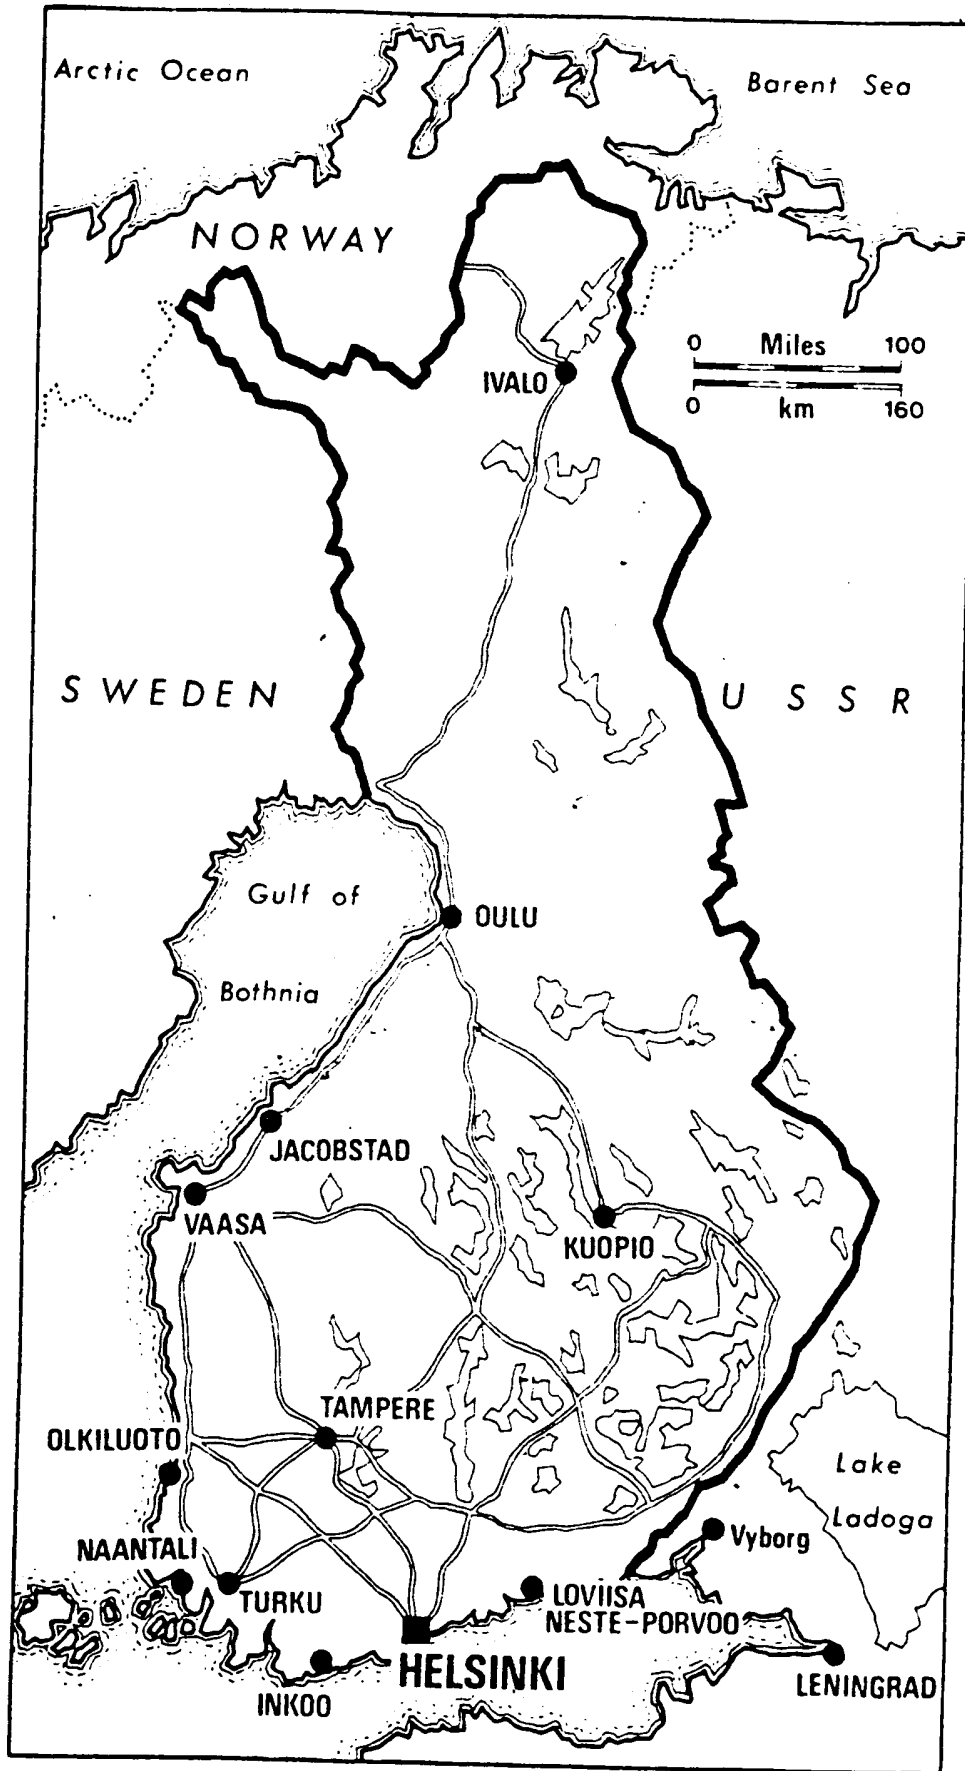 Arctic Ocean
Barent Sea
NORWAY
0 Miles 100
0 km 160
IVALO
SWEDEN
USSR
Gulf of
Bothnia
OULU
JACOBSTAD
VAASA
KUOPIO
TAMPERE
OLKILUOTO
Lake
Ladoga
Vyborg
NAANTALI
TURKU
LOVIISA
NESTE-PORVOO
HELSINKI
LENINGRAD
INKOO